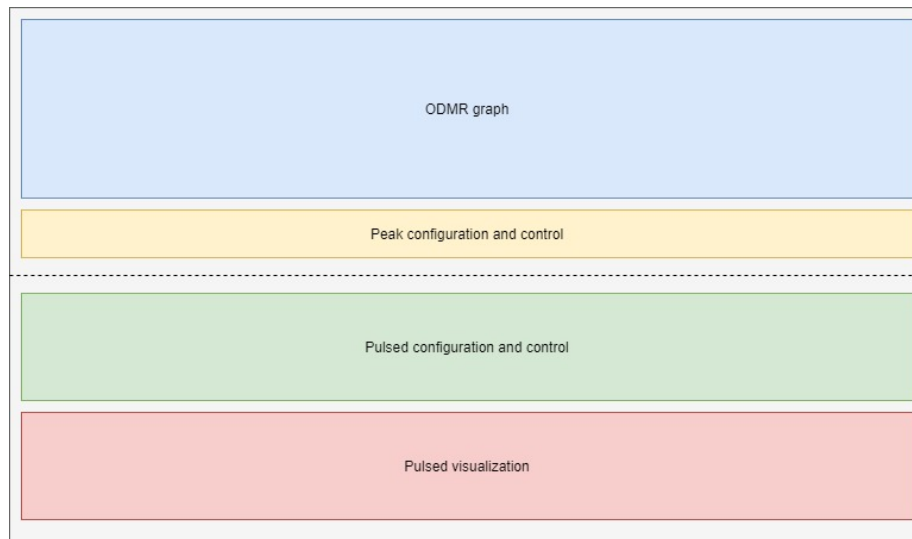 ODMR graph
Peak configuration and control
Pulsed configuration and control
Pulsed visualization